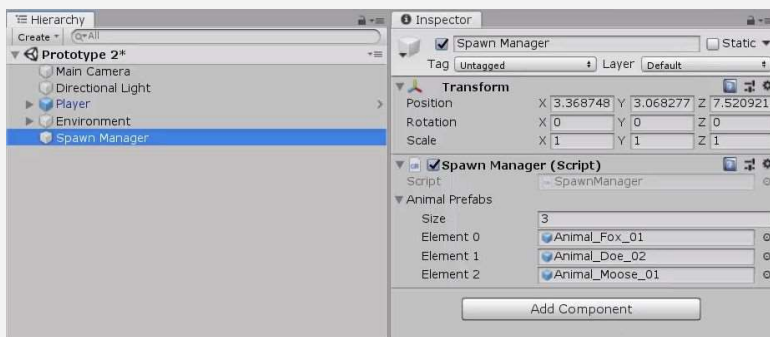 Hierarchy
Create
Q▾All
Prototype 2*
Main Camera
Directional Light
Player
Environment
Spawn Manager
Inspector
Spawn Manager
Static
Tag Untagged Layer Default
Transform
Position X 3.368748 Y 3.068277 Z 7.520921
Rotation X 0 Y 0 Z 0
Scale X 1 Y 1 Z 1
Spawn Manager (Script)
Script SpawnManager
Animal Prefabs
Size 3
Element 0 Animal_Fox_01
Element 1 Animal_Doe_02
Element 2 Animal_Moose_01
Add Component